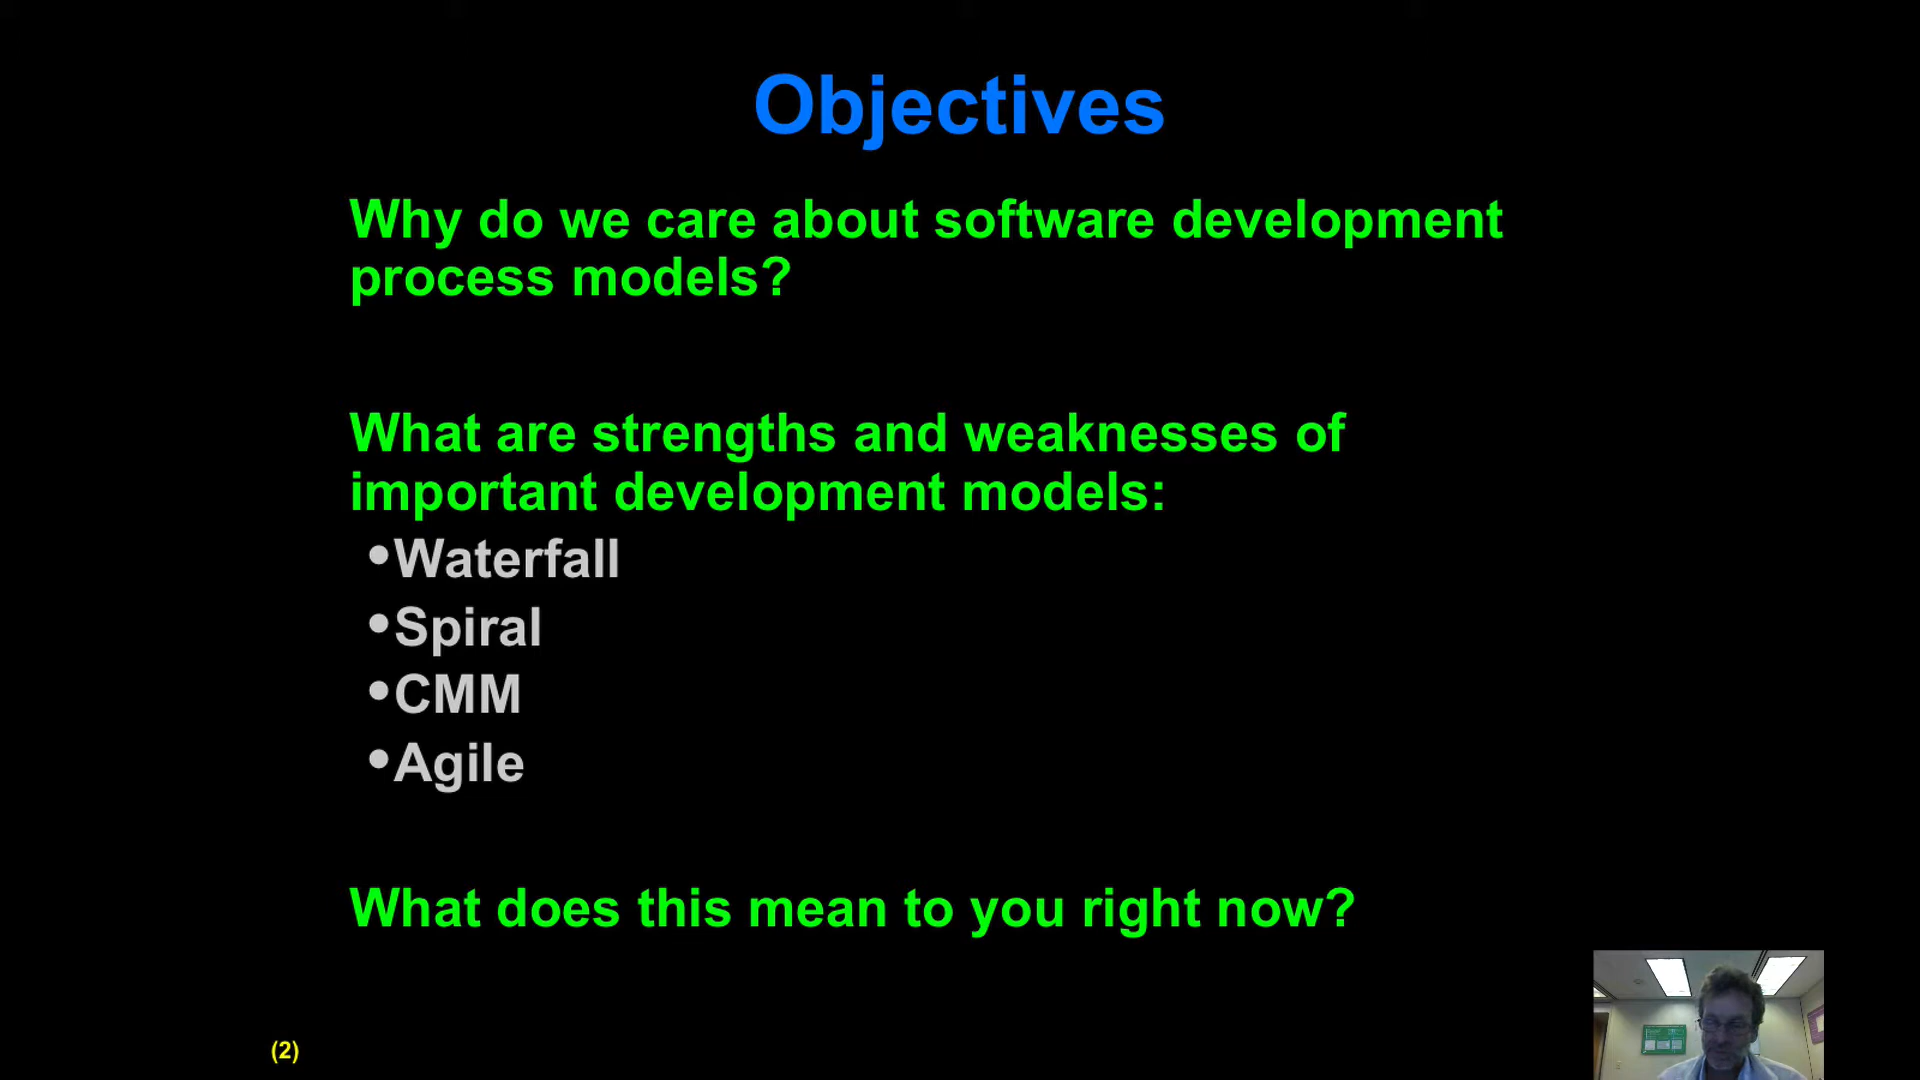 Objectives
Why do we care about software development
process models?
What are strengths and weaknesses of
important development models:
•Waterfall
•Spiral
•CMM
•Agile
What does this mean to you right now?
(2)